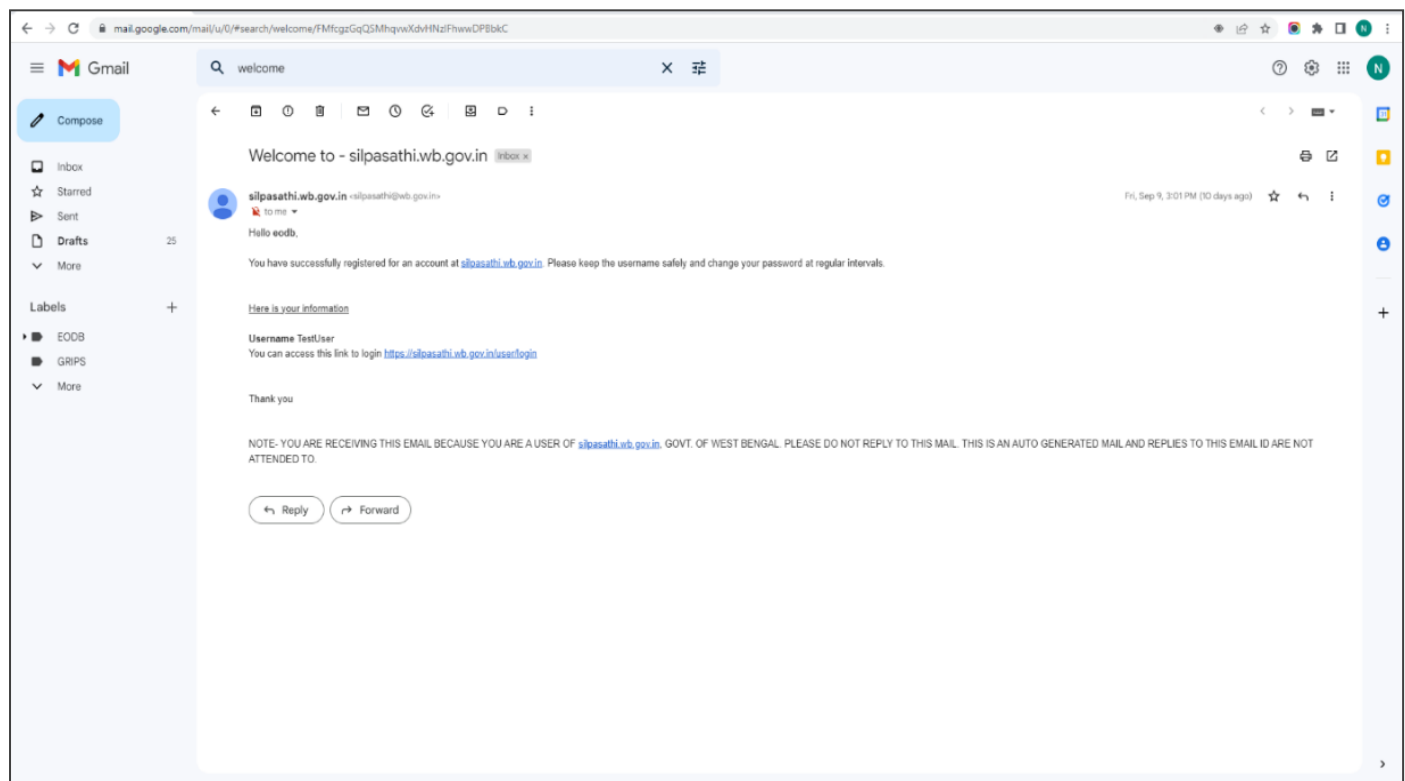 mail.google.com/mail/u/0/#search/welcome/FMfcgzGqQSMhqvwXdvHNzlFhwwDPBbkC
N
Gmail
welcome
N
Compose
Welcome to - silpasathi.wb.gov.in Inbox x
Inbox
Starred
silpasathi.wb.gov.in <silpasathi@wb.gov.in> Fri, Sep 9, 3:01 PM (10 days ago)
to me
Sent
Hello eodb,
Drafts 25
More
You have successfully registered for an account at silpasathi.wb.gov.in. Please keep the username safely and change your password at regular intervals.
Labels +
Here is your information
EODB
Username TestUser
You can access this link to login https://silpasathi.wb.gov.in/user/login
GRIPS
More
Thank you
NOTE- YOU ARE RECEIVING THIS EMAIL BECAUSE YOU ARE A USER OF silpasathi.wb.gov.in, GOVT. OF WEST BENGAL. PLEASE DO NOT REPLY TO THIS MAIL. THIS IS AN AUTO GENERATED MAIL AND REPLIES TO THIS EMAIL ID ARE NOT
ATTENDED TO.
Reply
Forward